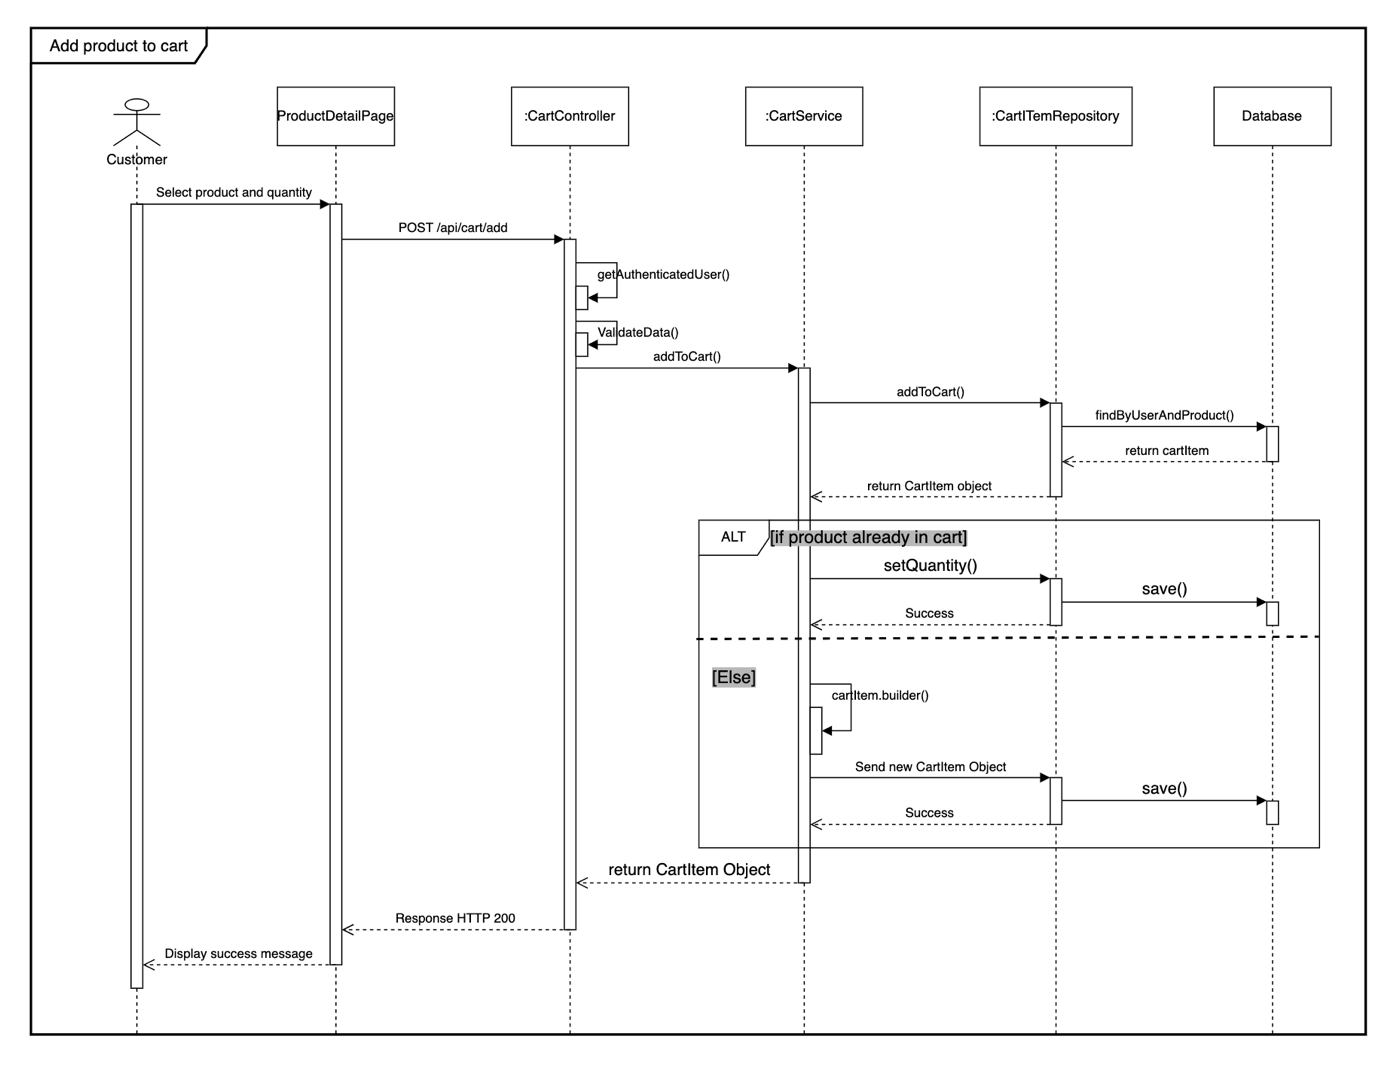 Add product to cart
Customer
ProductDetailPage
:CartController
:CartService
:CartITemRepository
Database
Select product and quantity
POST /api/cart/add
getAuthenticatedUser()
ValidateData()
addToCart()
addToCart()
findByUserAndProduct()
return cartItem
return CartItem object
ALT
[if product already in cart]
setQuantity()
save()
Success
[Else]
cartItem.builder()
Send new CartItem Object
save()
Success
return CartItem Object
Response HTTP 200
Display success message